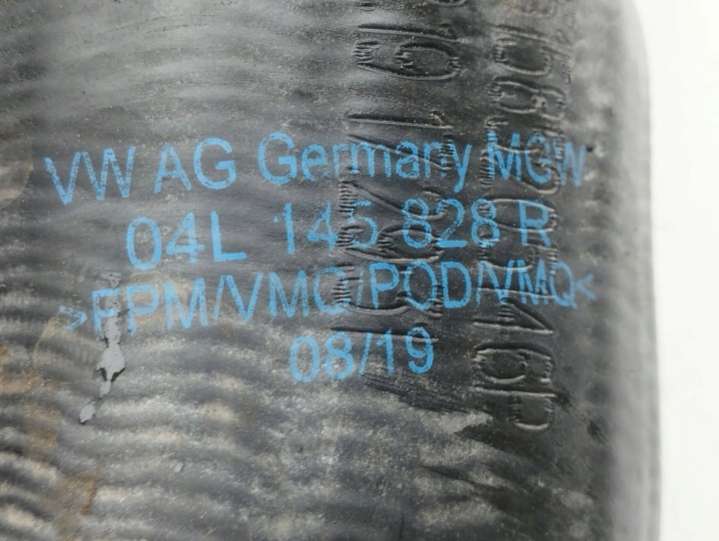 VW AG Germany MGW
04L 145 828 R
>FPM/VMQ/POD/VMQ<
08/19